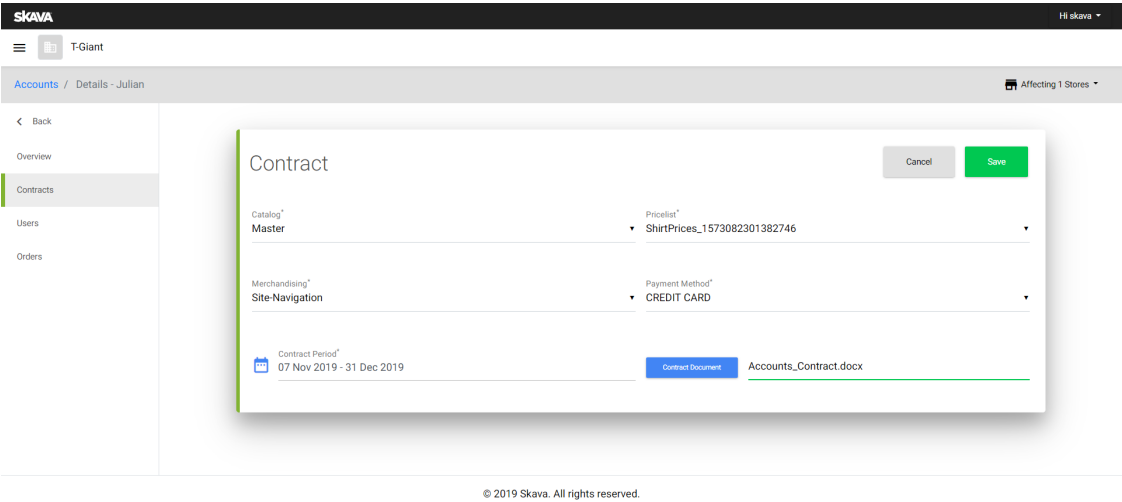 SKAVA
Hi skava
T-Giant
Accounts / Details - Julian
Affecting 1 Stores
Back
Overview
Contracts
Users
Orders
Contract
Cancel
Save
Catalog*
Master
Pricelist*
ShirtPrices_1573082301382746
Merchandising*
Site-Navigation
Payment Method*
CREDIT CARD
Contract Period*
07 Nov 2019 - 31 Dec 2019
Contract Document
Accounts_Contract.docx
© 2019 Skava. All rights reserved.